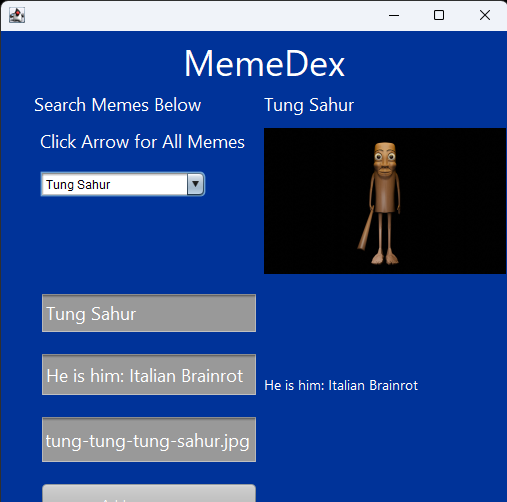 MemeDex
Search Memes Below
Tung Sahur
Click Arrow for All Memes
Tung Sahur
Tung Sahur
He is him: Italian Brainrot
He is him: Italian Brainrot
tung-tung-tung-sahur.jpg